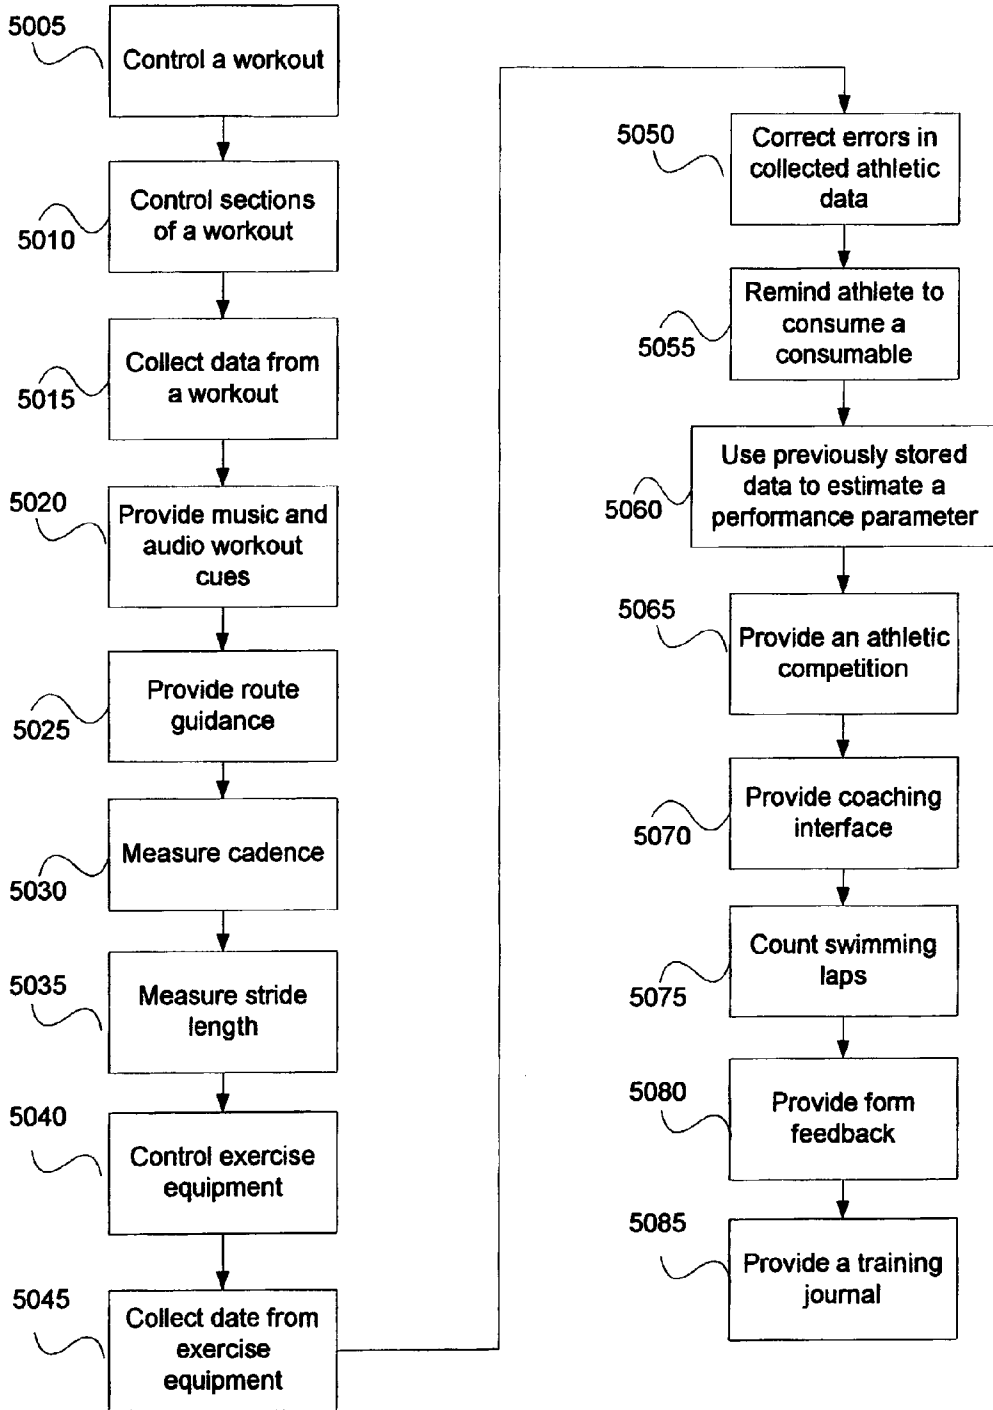 5005
Control a workout
5010
Control sections
of a workout
5015
Collect data from
a workout
5020
Provide music and
audio workout
cues
5025
Provide route
guidance
5030
Measure cadence
5035
Measure stride
length
5040
Control exercise
equipment
5045
Collect date from
exercise
equipment
5050
Correct errors in
collected athletic
data
5055
Remind athlete to
consume a
consumable
5060
Use previously stored
data to estimate a
performance parameter
5065
Provide an athletic
competition
5070
Provide coaching
interface
5075
Count swimming
laps
5080
Provide form
feedback
5085
Provide a training
journal